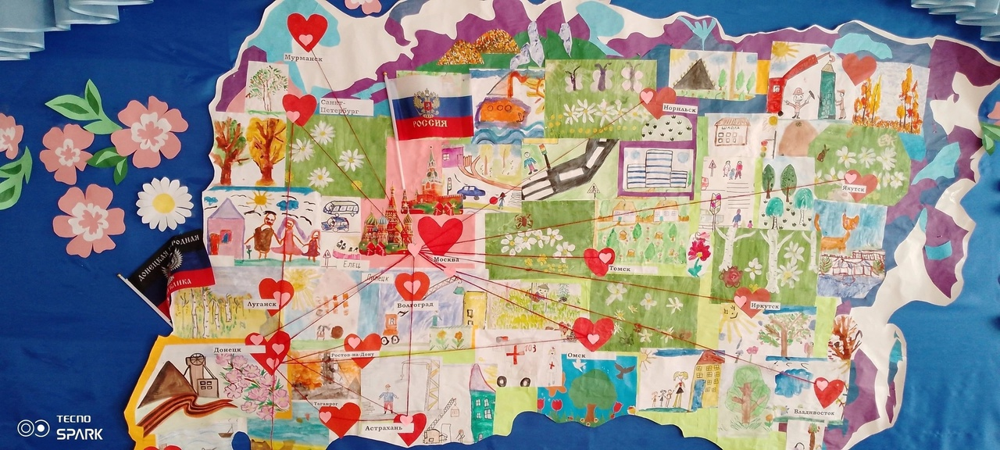 Мурманск
Санкт-
Петербург
РОССИЯ
Норильск
ШКОЛА
Якутск
ДОНЕЦКАЯ
Москва
Елец
Томск
Липецк
Луганск
Волгоград
Иркутск
Донецк
Ростов-на-Дону
103
Омск
Таганрог
Владивосток
Астрахань
TECNO
SPARK